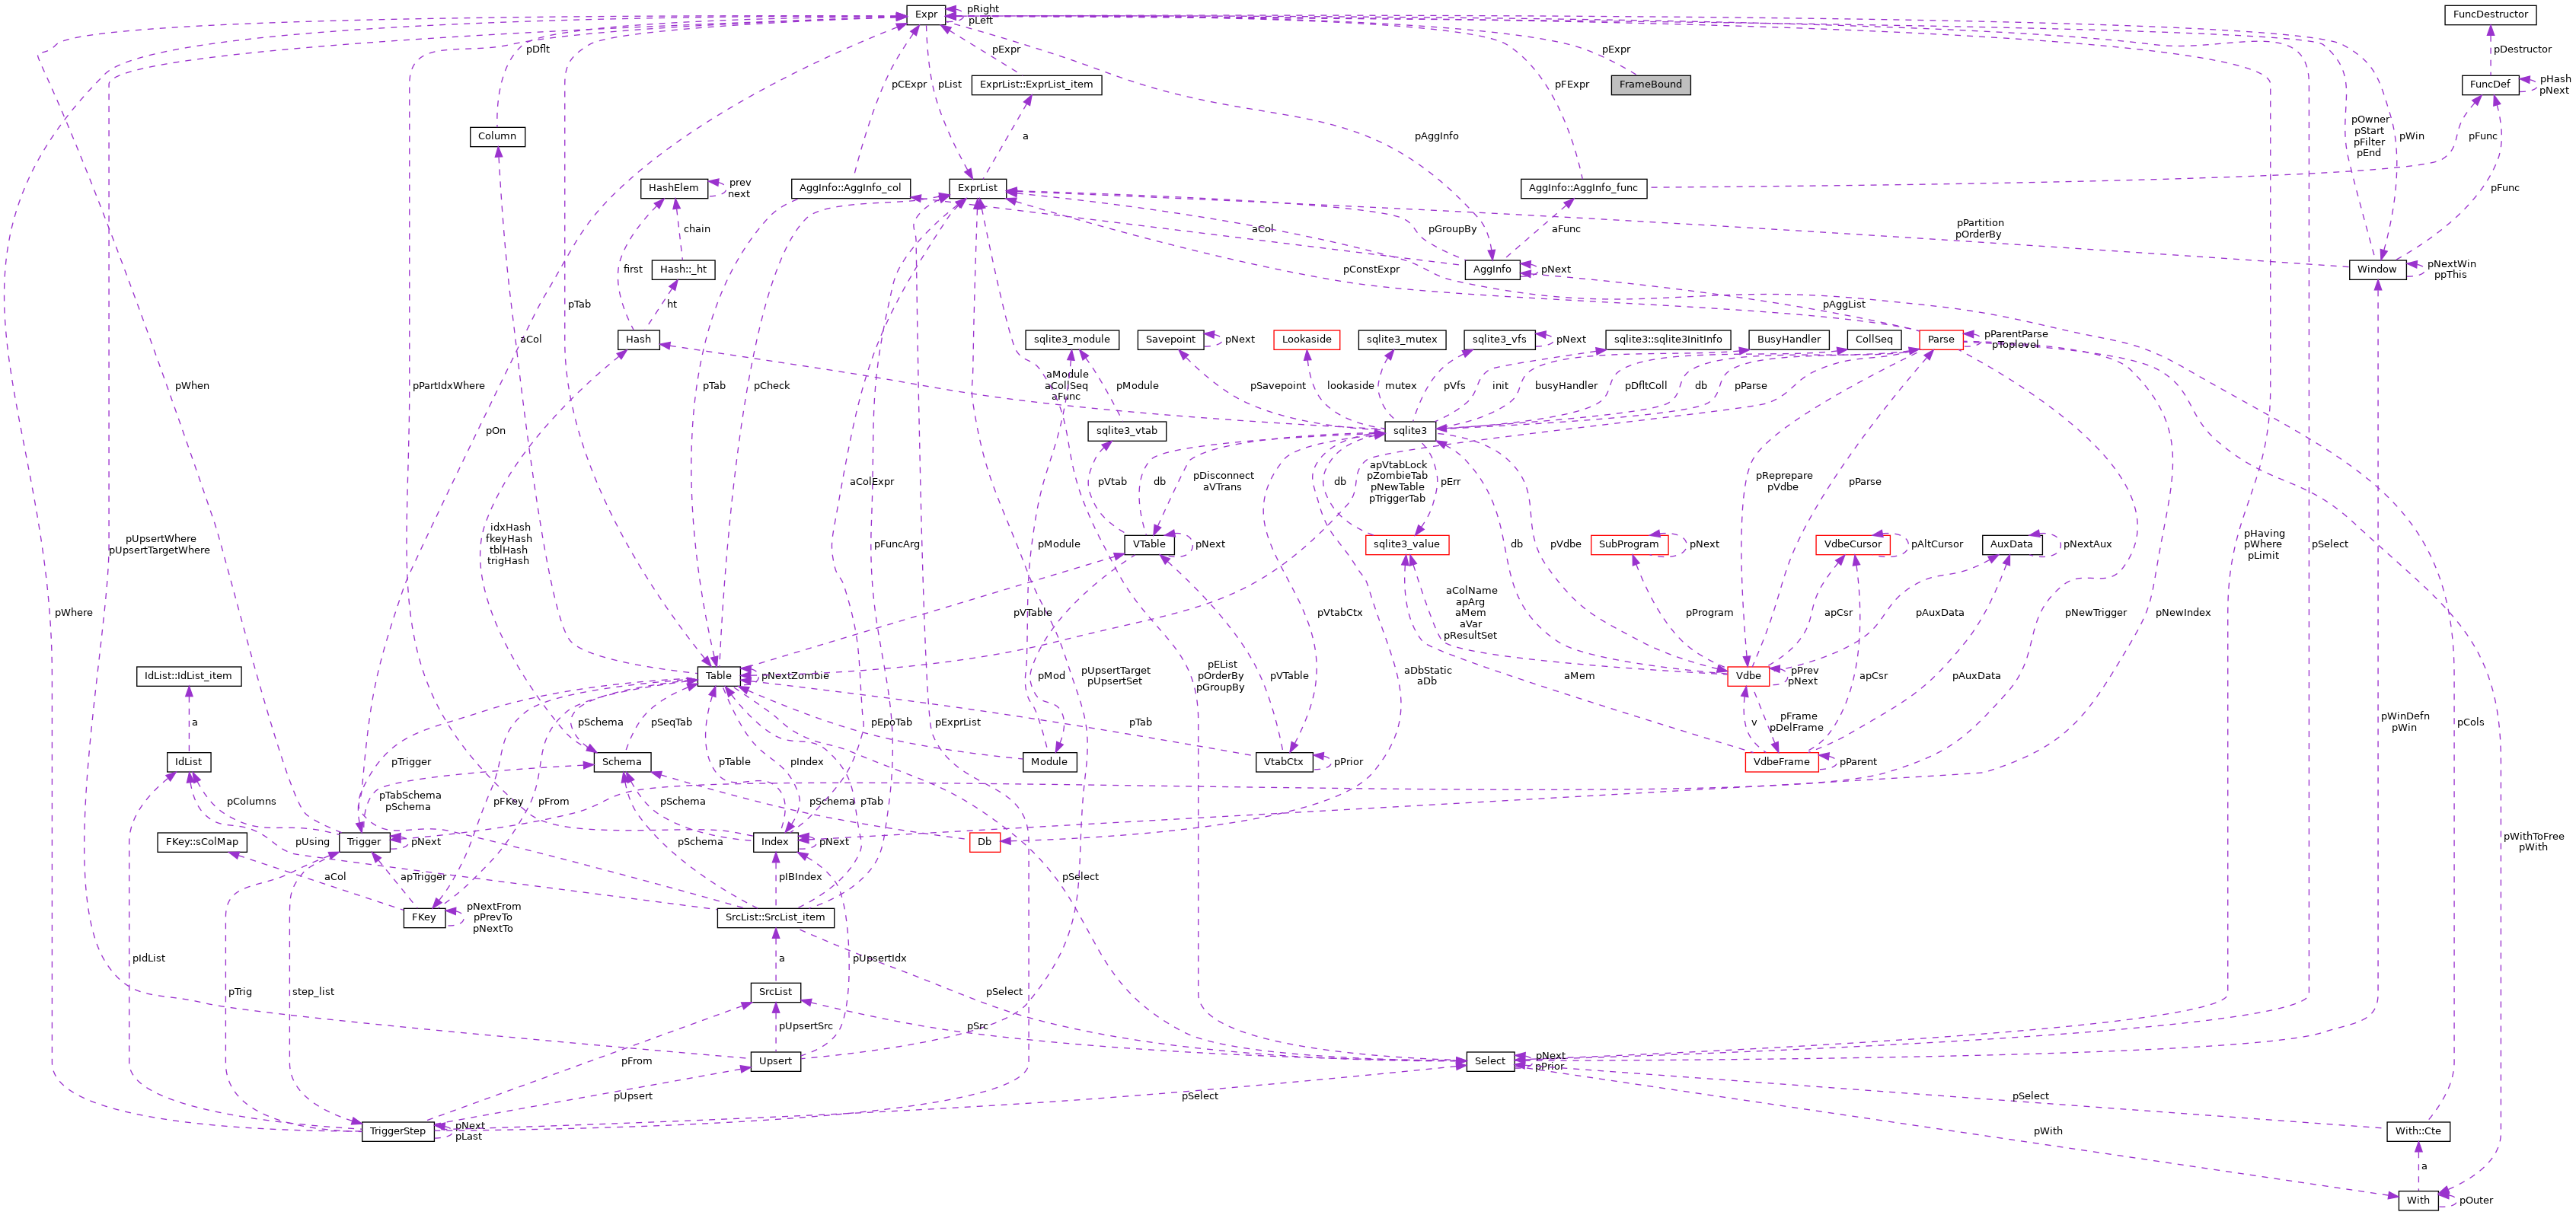 Expr
pRight
pLeft
FuncDestructor
pDflt
pExpr
pExpr
pDestructor
pCExpr
pList
ExprList::ExprList_item
pFExpr
FrameBound
FuncDef
pHash
pNext
Column
a
pAggInfo
pOwner
pStart
pFilter
pEnd
pWin
pFunc
HashElem
prev
next
AggInfo::AggInfo_col
ExprList
AggInfo::AggInfo_func
pFunc
chain
aCol
pGroupBy
aFunc
pPartition
pOrderBy
first
Hash::_ht
pConstExpr
AggInfo
pNext
Window
pNextWin
ppThis
pTab
ht
pAggList
aCol
Hash
sqlite3_module
Savepoint
pNext
Lookaside
sqlite3_mutex
sqlite3_vfs
pNext
sqlite3::sqlite3InitInfo
BusyHandler
CollSeq
Parse
pParentParse
pToplevel
pWhen
pPartIdxWhere
pTab
pCheck
aModule
aCollSeq
aFunc
pModule
pSavepoint
lookaside
mutex
pVfs
init
busyHandler
pDfltColl
db
pParse
pOn
sqlite3_vtab
sqlite3
aColExpr
pVtab
db
pDisconnect
aVTrans
apVtabLock
pZombieTab
pNewTable
pTriggerTab
db
pErr
pReprepare
pVdbe
pParse
pUpsertWhere
pUpsertTargetWhere
idxHash
fkeyHash
tblHash
trigHash
pFuncArg
pModule
VTable
pNext
sqlite3_value
db
pVdbe
SubProgram
pNext
VdbeCursor
pAltCursor
AuxData
pNextAux
pHaving
pWhere
pLimit
pSelect
pWhere
pVTable
pVtabCtx
aColName
apArg
aMem
aVar
pResultSet
pProgram
apCsr
pAuxData
pNewTrigger
pNewIndex
IdList::IdList_item
Table
pNextZombie
pMod
pUpsertTarget
pUpsertSet
pEList
pOrderBy
pGroupBy
pVTable
aDbStatic
aDb
aMem
Vdbe
pPrev
pNext
apCsr
pAuxData
a
pSchema
pSeqTab
pEpoTab
pExprList
pTab
v
pFrame
pDelFrame
pWinDefn
pWin
pCols
IdList
pTrigger
Schema
pTable
pIndex
Module
VtabCtx
pPrior
VdbeFrame
pParent
pColumns
pTabSchema
pSchema
pFKey
pFrom
pSchema
pSchema
pTab
FKey::sColMap
pUsing
Trigger
pNext
pSchema
Index
pNext
Db
pWithToFree
pWith
aCol
apTrigger
pIBIndex
pSelect
FKey
pNextFrom
pPrevTo
pNextTo
SrcList::SrcList_item
pIdList
a
pUpsertIdx
pTrig
step_list
SrcList
pSelect
pUpsertSrc
pSrc
pFrom
Upsert
Select
pNext
pPrior
pUpsert
pSelect
pSelect
TriggerStep
pNext
pLast
pWith
With::Cte
a
With
pOuter